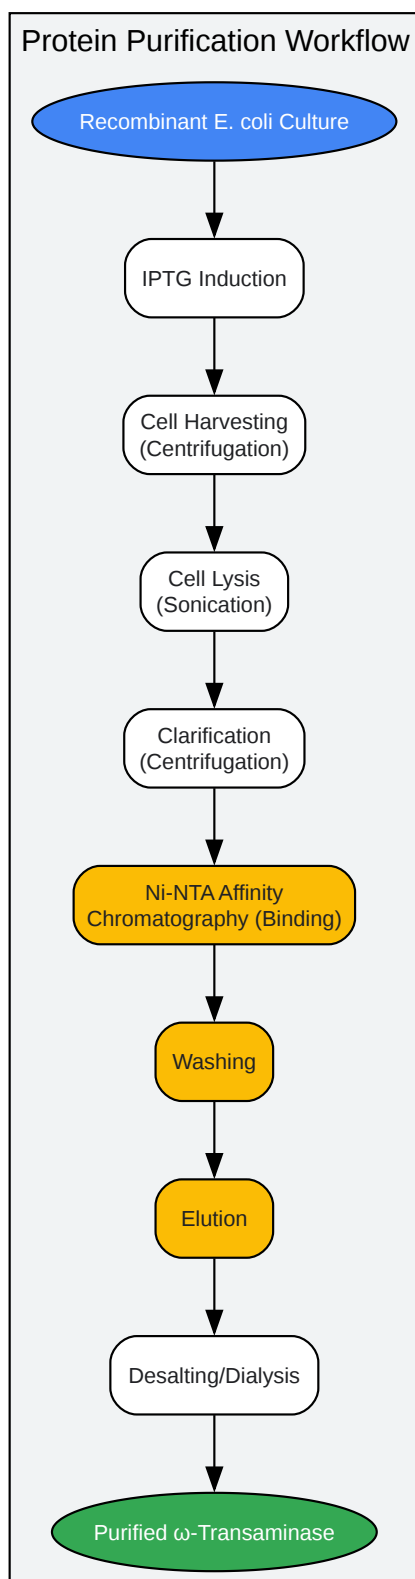 Protein Purification Workflow
Recombinant E. coli Culture
IPTG Induction
Cell Harvesting
(Centrifugation)
Cell Lysis
(Sonication)
Clarification
(Centrifugation)
Ni-NTA Affinity
Chromatography (Binding)
Washing
Elution
Desalting/Dialysis
Purified ω-Transaminase